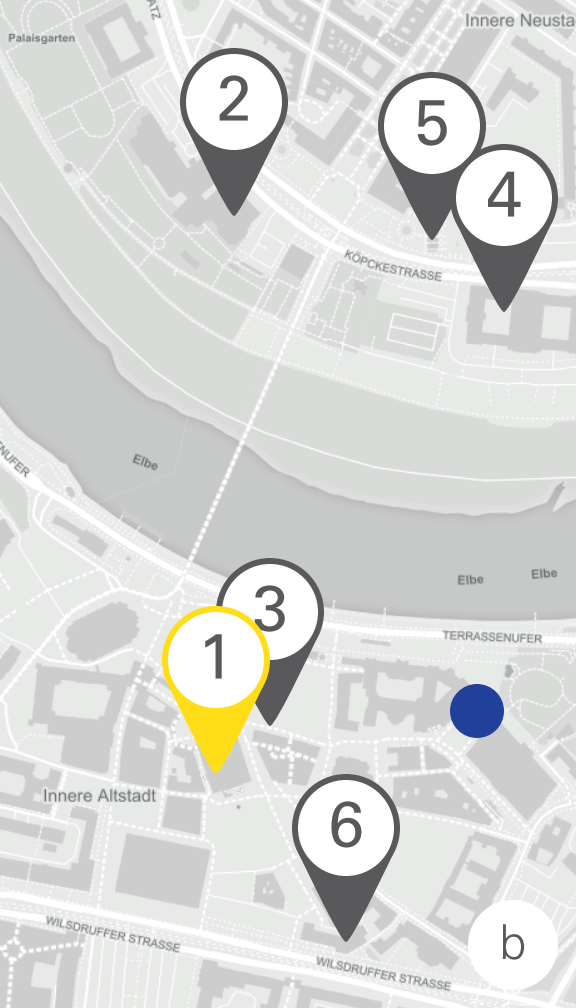 ATZ
Innere Neusta
Palaisgarten
2
5
4
KÖPCKESTRASSE
ENUFER
Elbe
Elbe
Elbe
3
TERRASSENUFER
1
Innere Altstadt
6
WILSDRUFFER STRASSE
b
WILSDRUFFER STRASSE